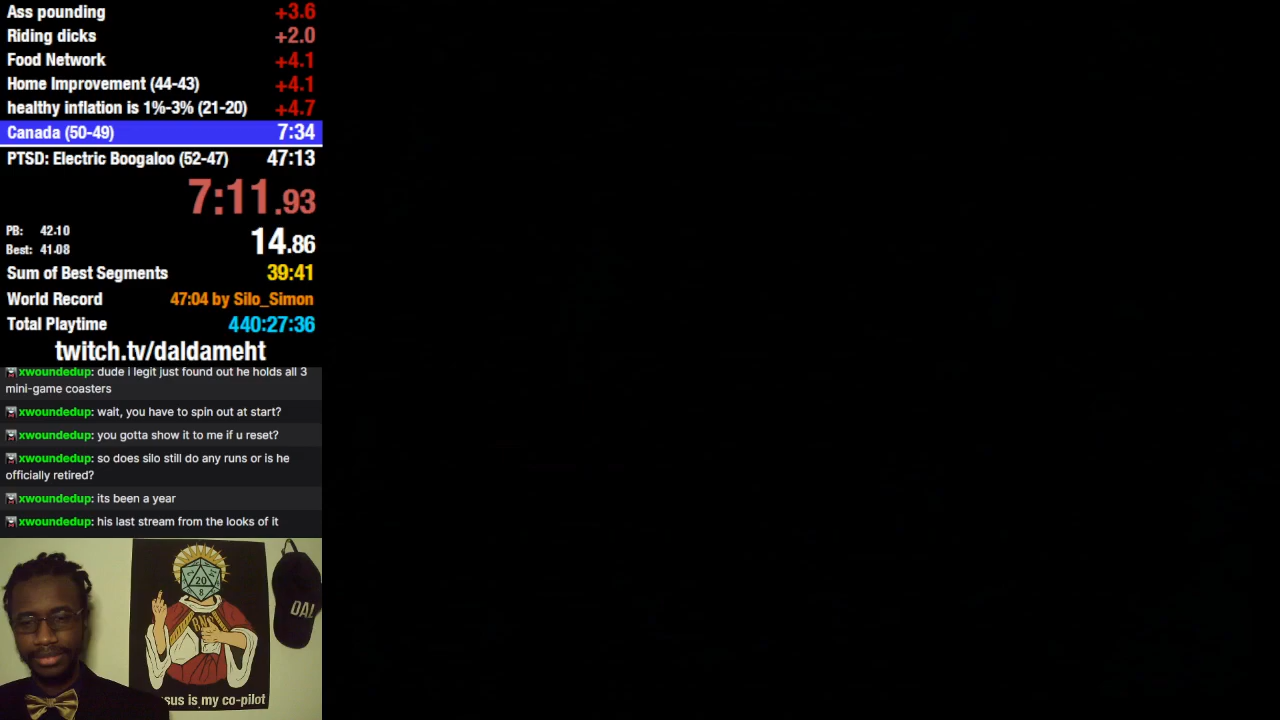 Ass pounding +3.6
Riding dicks +2.0
Food Network +4.1
Home Improvement (44-43) +4.1
healthy inflation is 1%-3% (21-20) +4.7
Canada (50-49) 7:34
PTSD: Electric Boogaloo (52-47) 47:13
7:11.93
PB: 42.10
14.86
Best: 41.08
Sum of Best Segments 39:41
World Record 47:04 by Silo_Simon
Total Playtime 440:27:36
twitch.tv/daldameht
xwoundedup: dude i legit just found out he holds all 3
mini-game coasters
xwoundedup: wait, you have to spin out at start?
xwoundedup: you gotta show it to me if u reset?
xwoundedup: so does silo still do any runs or is he
officially retired?
xwoundedup: its been a year
xwoundedup: his last stream from the looks of it
20
8
DAL
sus is my co-pilot